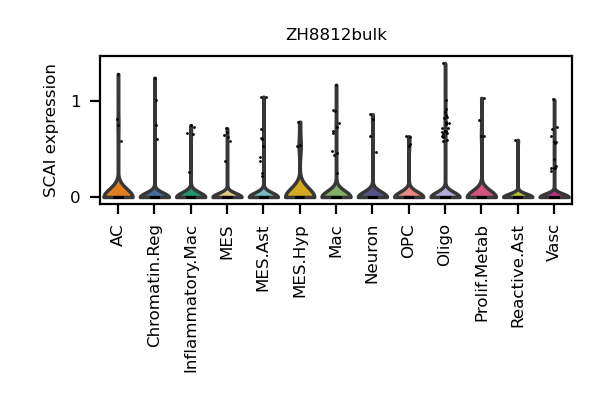 ZH8812bulk
SCAI expression
1
0
AC
Chromatin.Reg
Inflammatory.Mac
MES
MES.Ast
MES.Hyp
Mac
Neuron
OPC
Oligo
Prolif.Metab
Reactive.Ast
Vasc